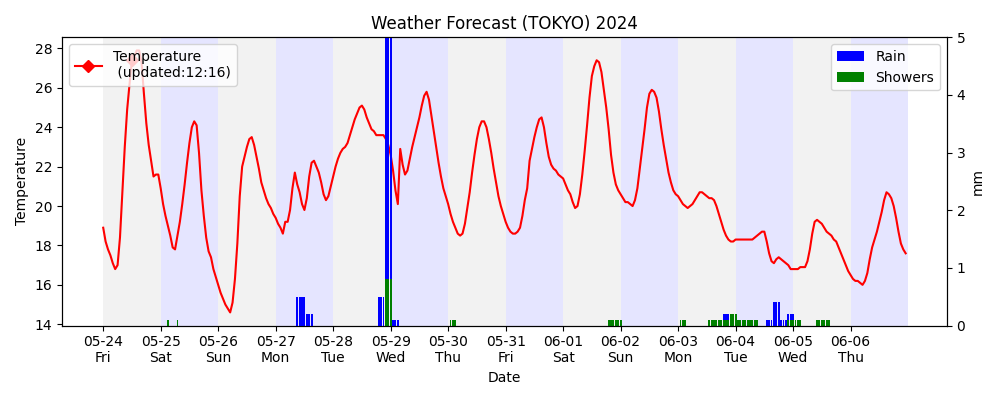 Weather Forecast (TOKYO) 2024
Temperature
(updated:12:16)
Rain
Showers
28
26
24
22
20
18
16
14
Temperature
5
4
3
2
1
0
mm
05-24 05-25 05-26 05-27 05-28 05-29 05-30 05-31 06-01 06-02 06-03 06-04 06-05 06-06
Fri Sat Sun Mon Tue Wed Thu Fri Sat Sun Mon Tue Wed Thu
Date